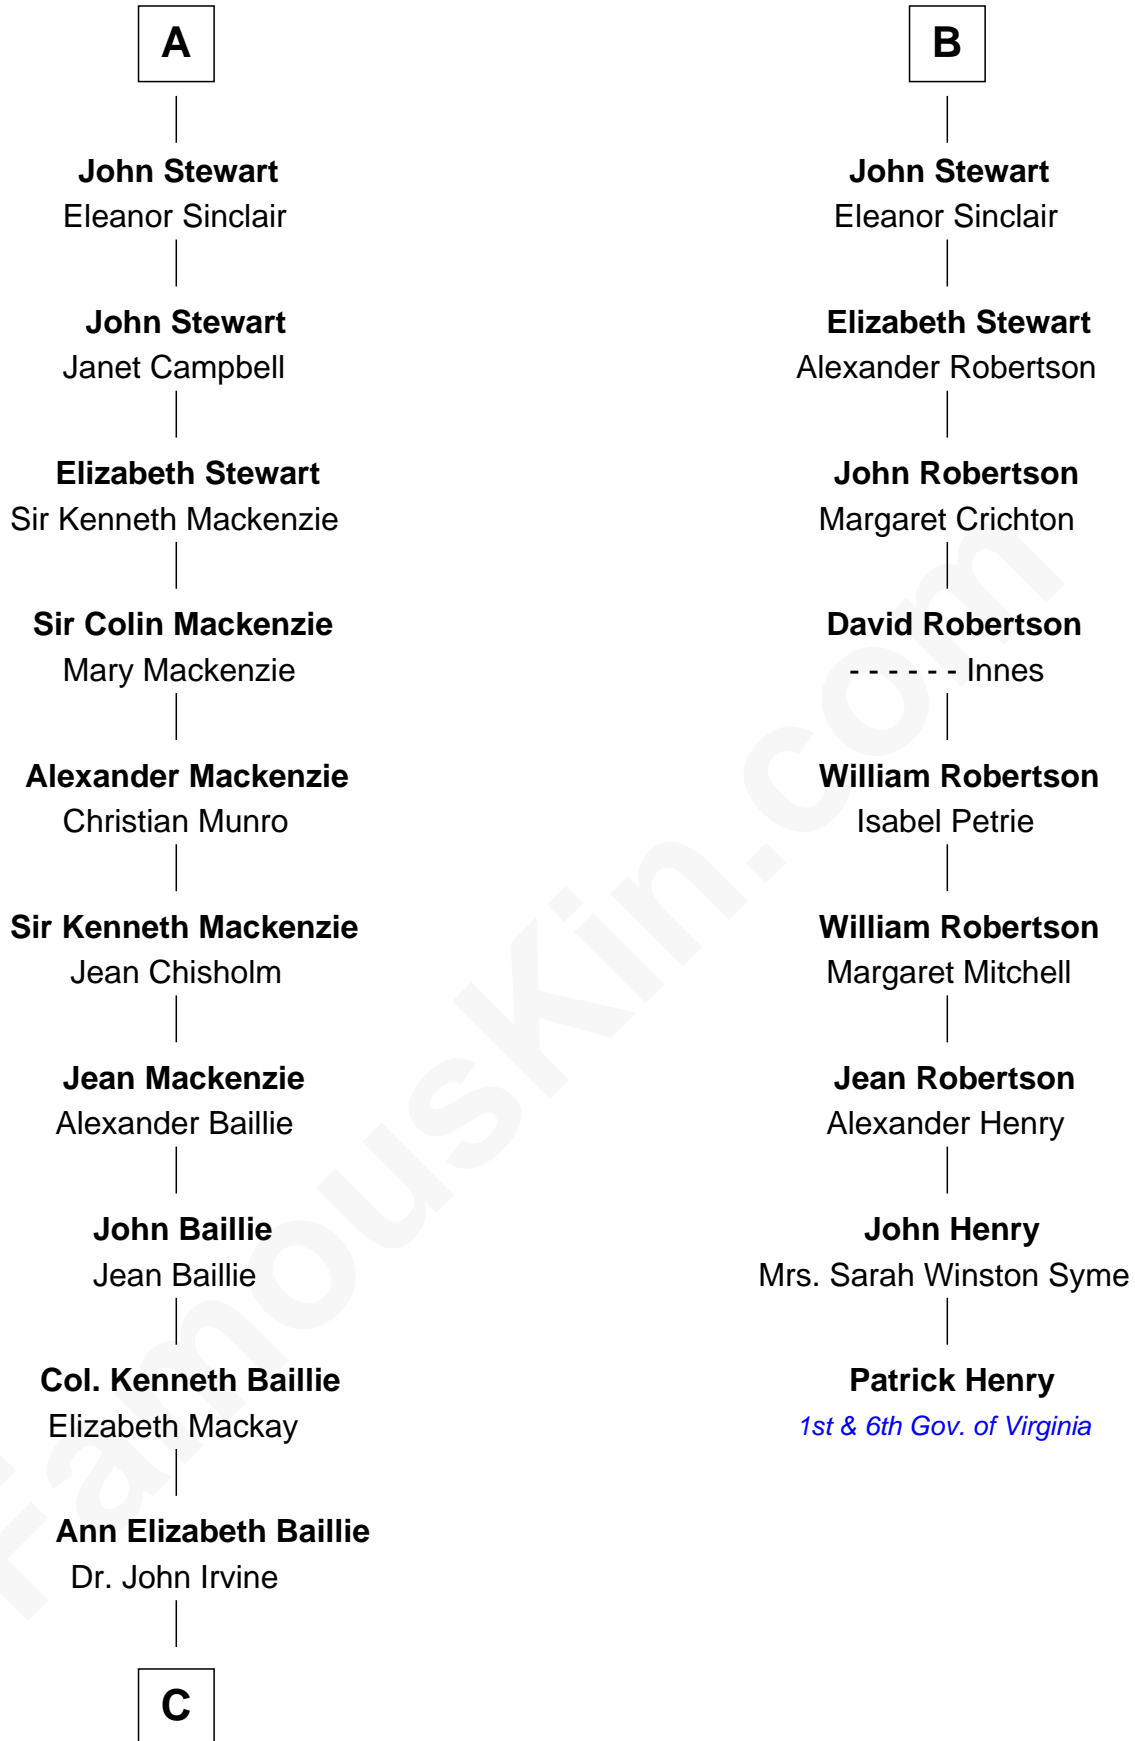 A
John Stewart
Eleanor Sinclair
John Stewart
Janet Campbell
Elizabeth Stewart
Sir Kenneth Mackenzie
Sir Colin Mackenzie
Mary Mackenzie
Alexander Mackenzie
Christian Munro
Sir Kenneth Mackenzie
Jean Chisholm
Jean Mackenzie
Alexander Baillie
John Baillie
Jean Baillie
Col. Kenneth Baillie
Elizabeth Mackay
Ann Elizabeth Baillie
Dr. John Irvine
C
B
John Stewart
Eleanor Sinclair
Elizabeth Stewart
Alexander Robertson
John Robertson
Margaret Crichton
David Robertson
- - - - - - Innes
William Robertson
Isabel Petrie
William Robertson
Margaret Mitchell
Jean Robertson
Alexander Henry
John Henry
Mrs. Sarah Winston Syme
Patrick Henry
1st & 6th Gov. of Virginia
FamousKin.com